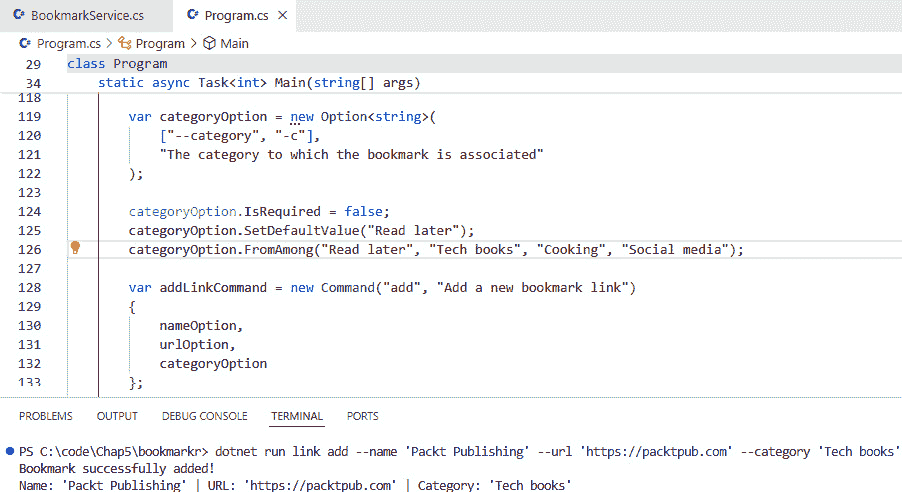 C# BookmarkService.cs C# Program.cs ×
C# Program.cs > Program > Main
29 class Program
34 static async Task<int> Main(string[] args)
118
119 var categoryOption = new Option<string>(
120 ["--category", "-c"],
121 "The category to which the bookmark is associated"
122 );
123
124 categoryOption.IsRequired = false;
125 categoryOption.SetDefaultValue("Read later");
126 categoryOption.FromAmong("Read later", "Tech books", "Cooking", "Social media");
127
128 var addLinkCommand = new Command("add", "Add a new bookmark link")
129 {
130 nameOption,
131 urlOption,
132 categoryOption
133 };
PROBLEMS OUTPUT DEBUG CONSOLE TERMINAL PORTS
PS C:\code\Chap5\bookmarkr> dotnet run link add --name 'Packt Publishing' --url 'https://packtpub.com' --category 'Tech books'
Bookmark successfully added!
Name: 'Packt Publishing' | URL: 'https://packtpub.com' | Category: 'Tech books'